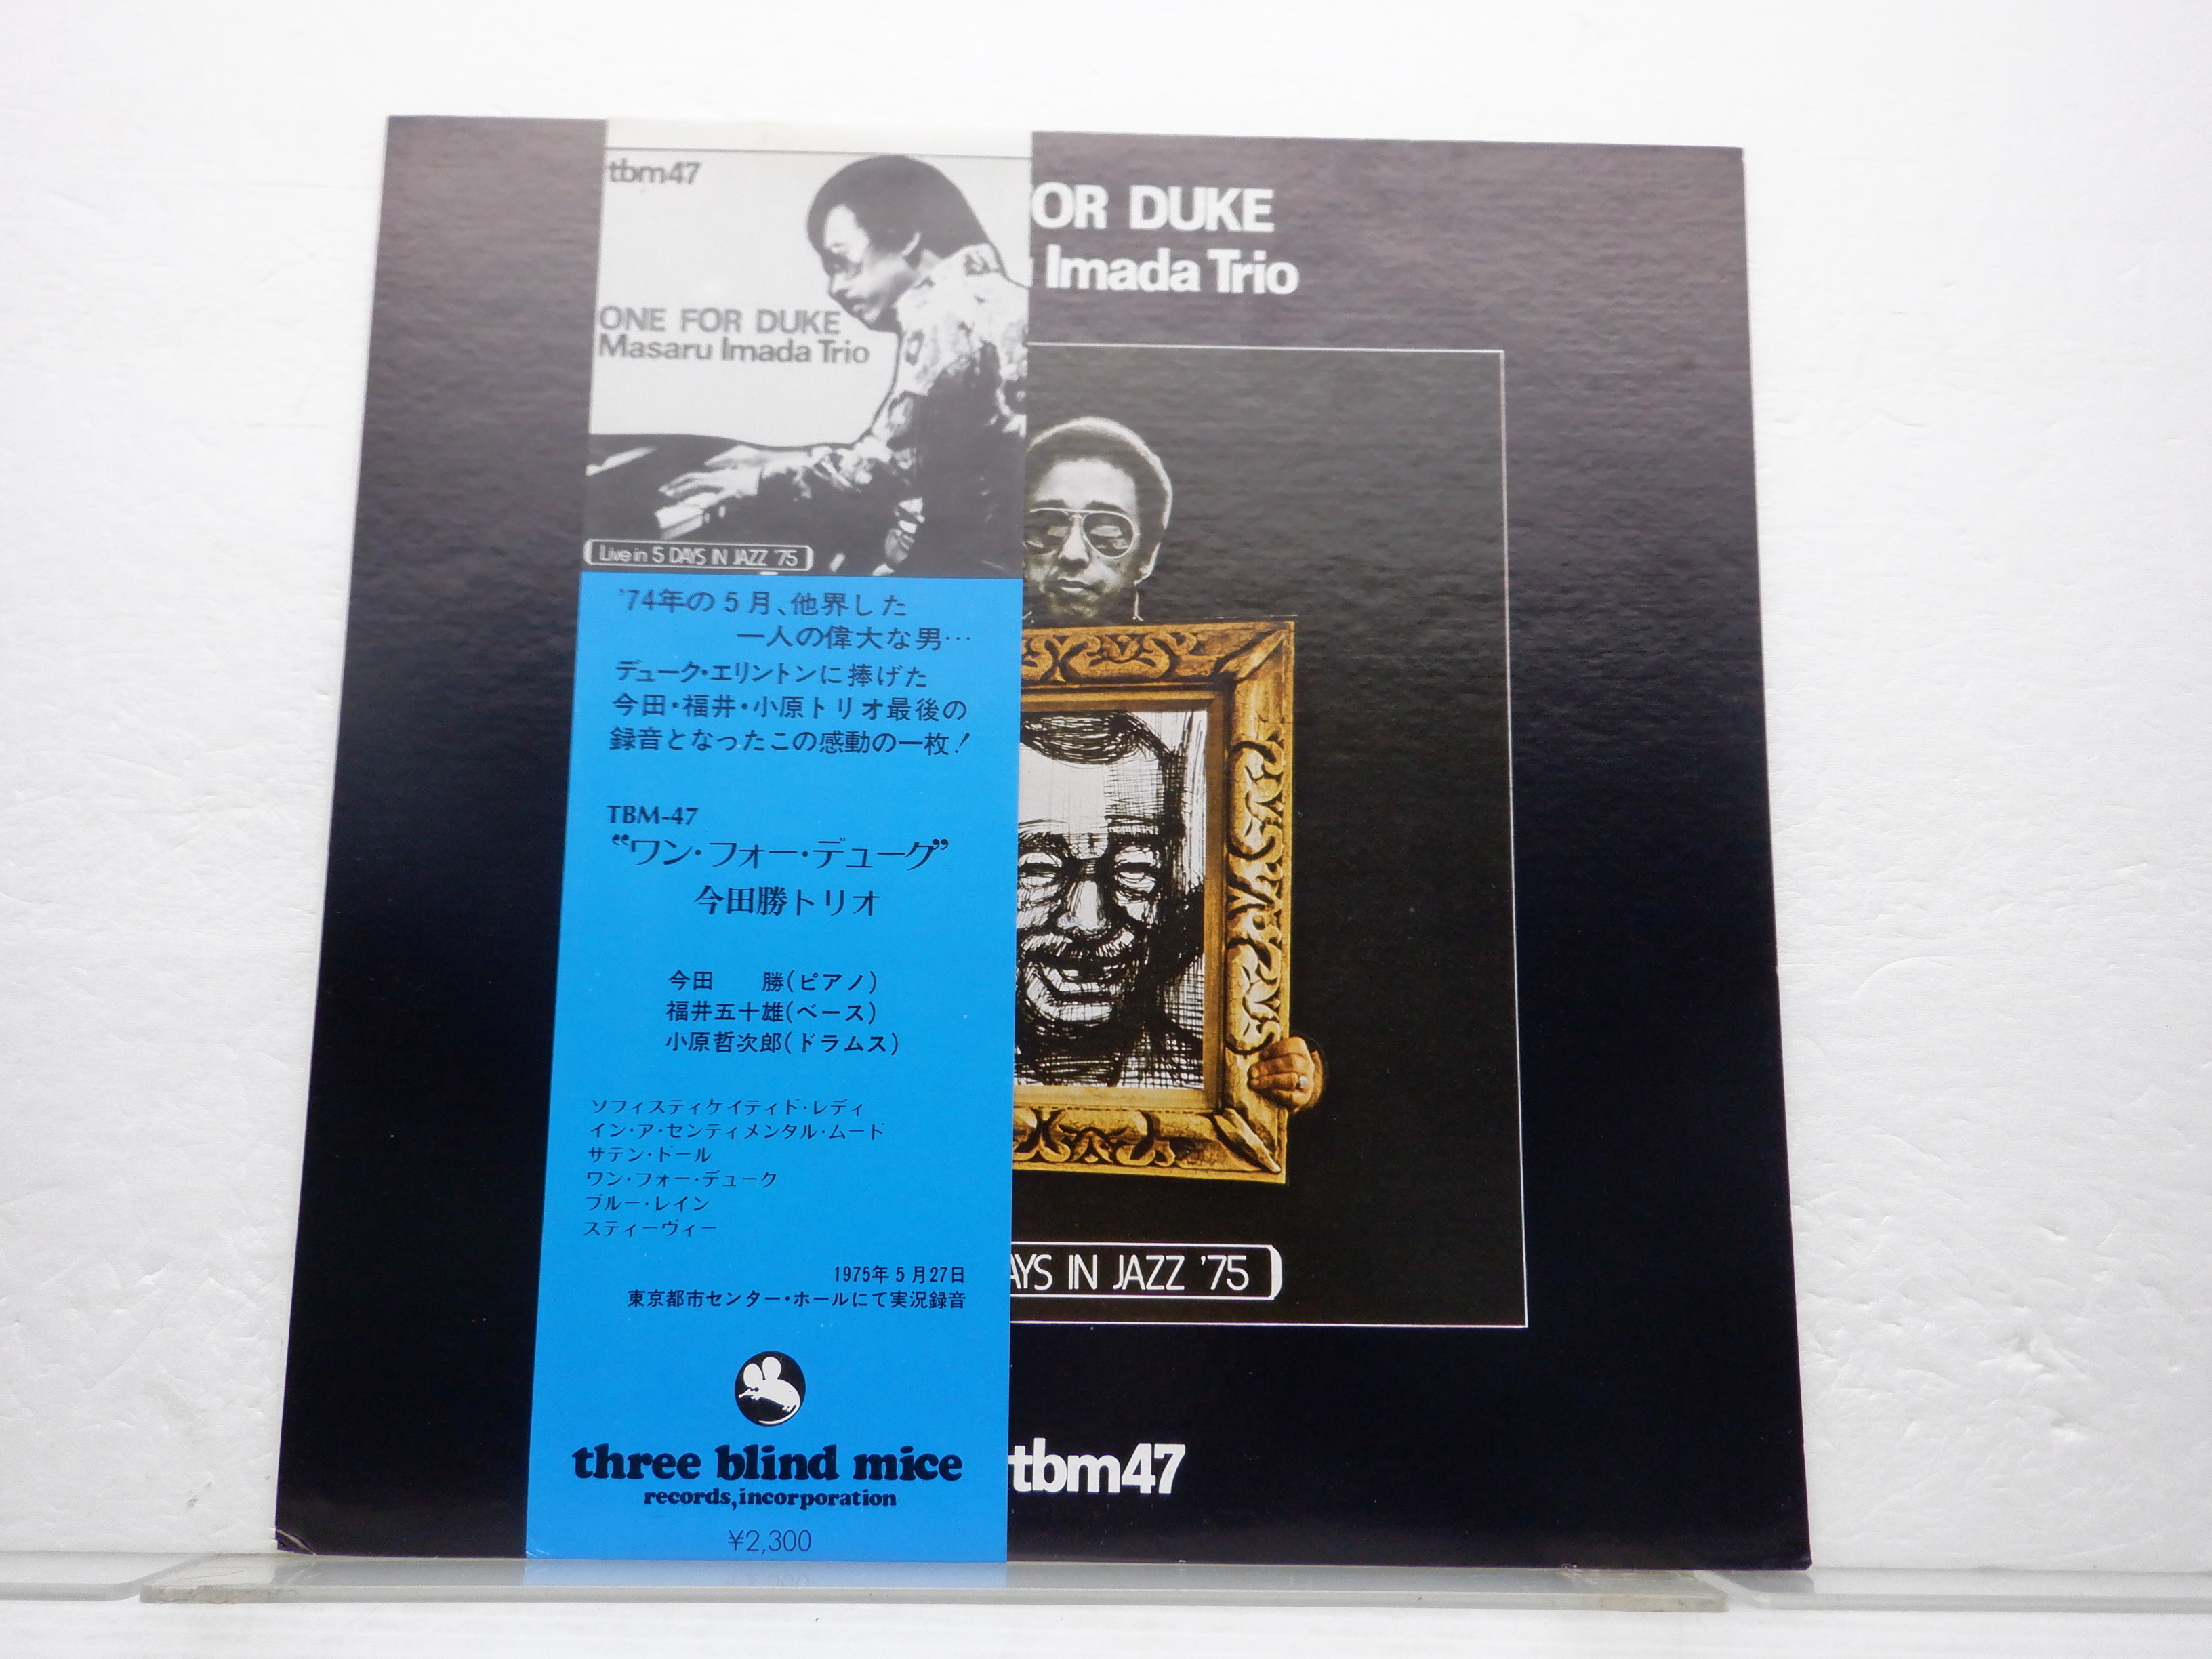 tbm47
ONE FOR DUKE
Masaru Imada Trio
Live in 5 DAYS IN JAZZ '75
'74年の5月、他界した
一人の偉大な男…
デューク・エリントンに捧げた
今田・福井・小原トリオ最後の
録音となったこの感動の一枚!
TBM-47
“ワン・フォー・デューク”
今田勝トリオ
今田 勝(ピアノ)
福井五十雄(ベース)
小原哲次郎(ドラムス)
ソフィスティケイティド・レディ
イン・ア・センティメンタル・ムード
サテン・ドール
ワン・フォー・デューク
ブルー・レイン
スティーヴィー
1975年5月27日
東京都市センター・ホールにて実況録音
three blind mice
records,incorporation
¥2,300
OR DUKE
Imada Trio
AYS IN JAZZ '75
tbm47